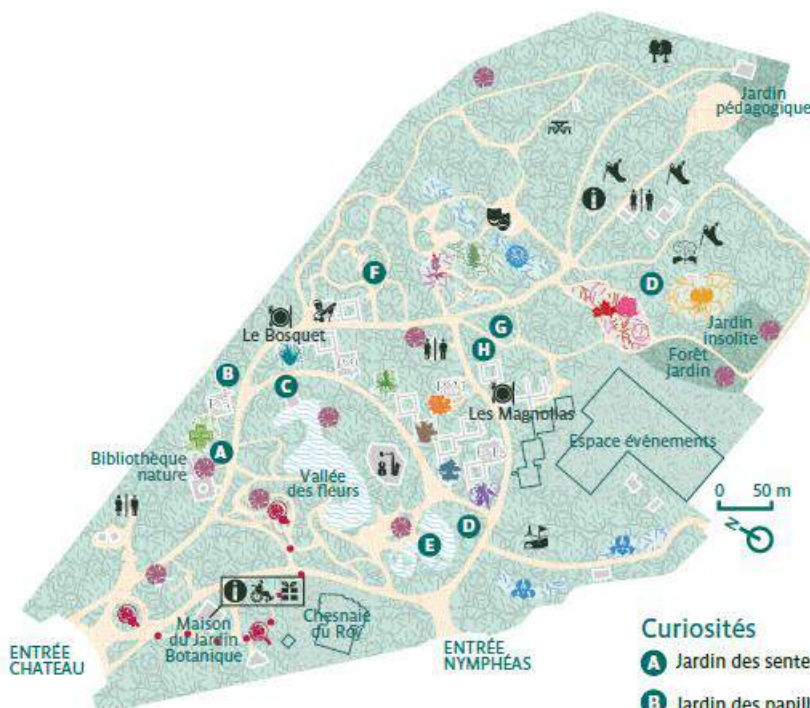 Jardin
pédagogique
F
D
G
Le Bosquet
H
Jardin
insolite
Forêt
jardin
B
C
Les Magnolias
Espace évènements
A
Bibliothèque
nature
Vallée
des fleurs
0 50 m
N
D
E
Maison
du Jardin
Botanique
Chesnaie
du Roy
ENTRÉE
CHATEAU
ENTRÉE
NYMPHÉAS
Curiosités
A Jardin des sente
B Jardin des papill